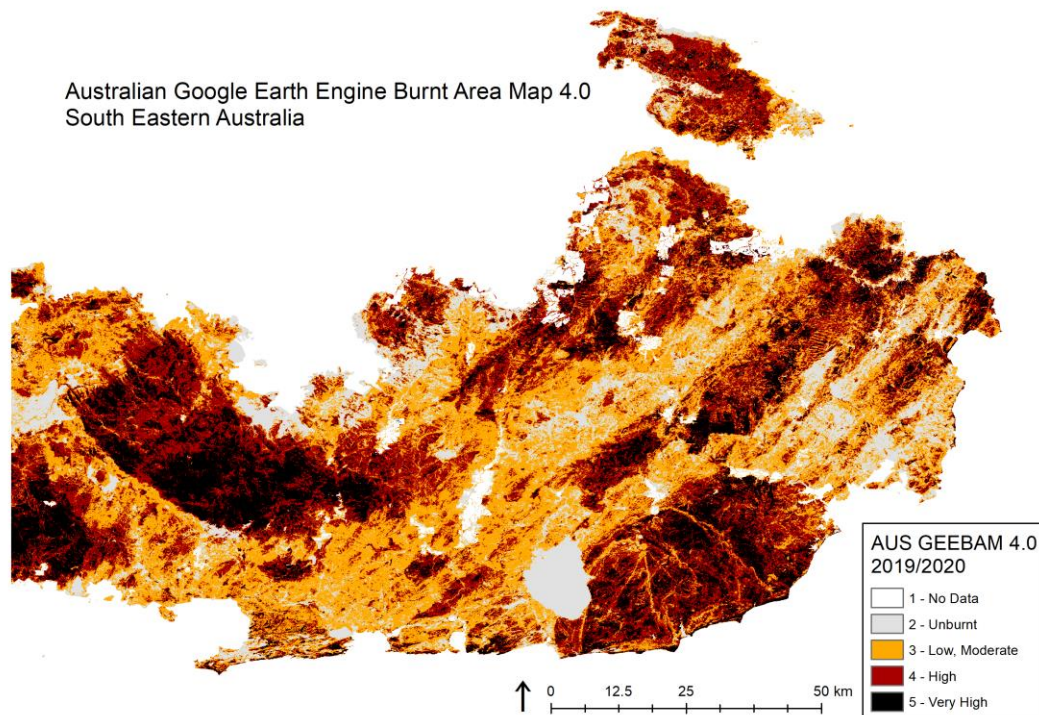 Australian Google Earth Engine Burnt Area Map 4.0
South Eastern Australia
AUS GEEBAM 4.0
2019/2020
1 - No Data
2 - Unburnt
3 - Low, Moderate
4 - High
5 - Very High
0 12.5 25 50 km